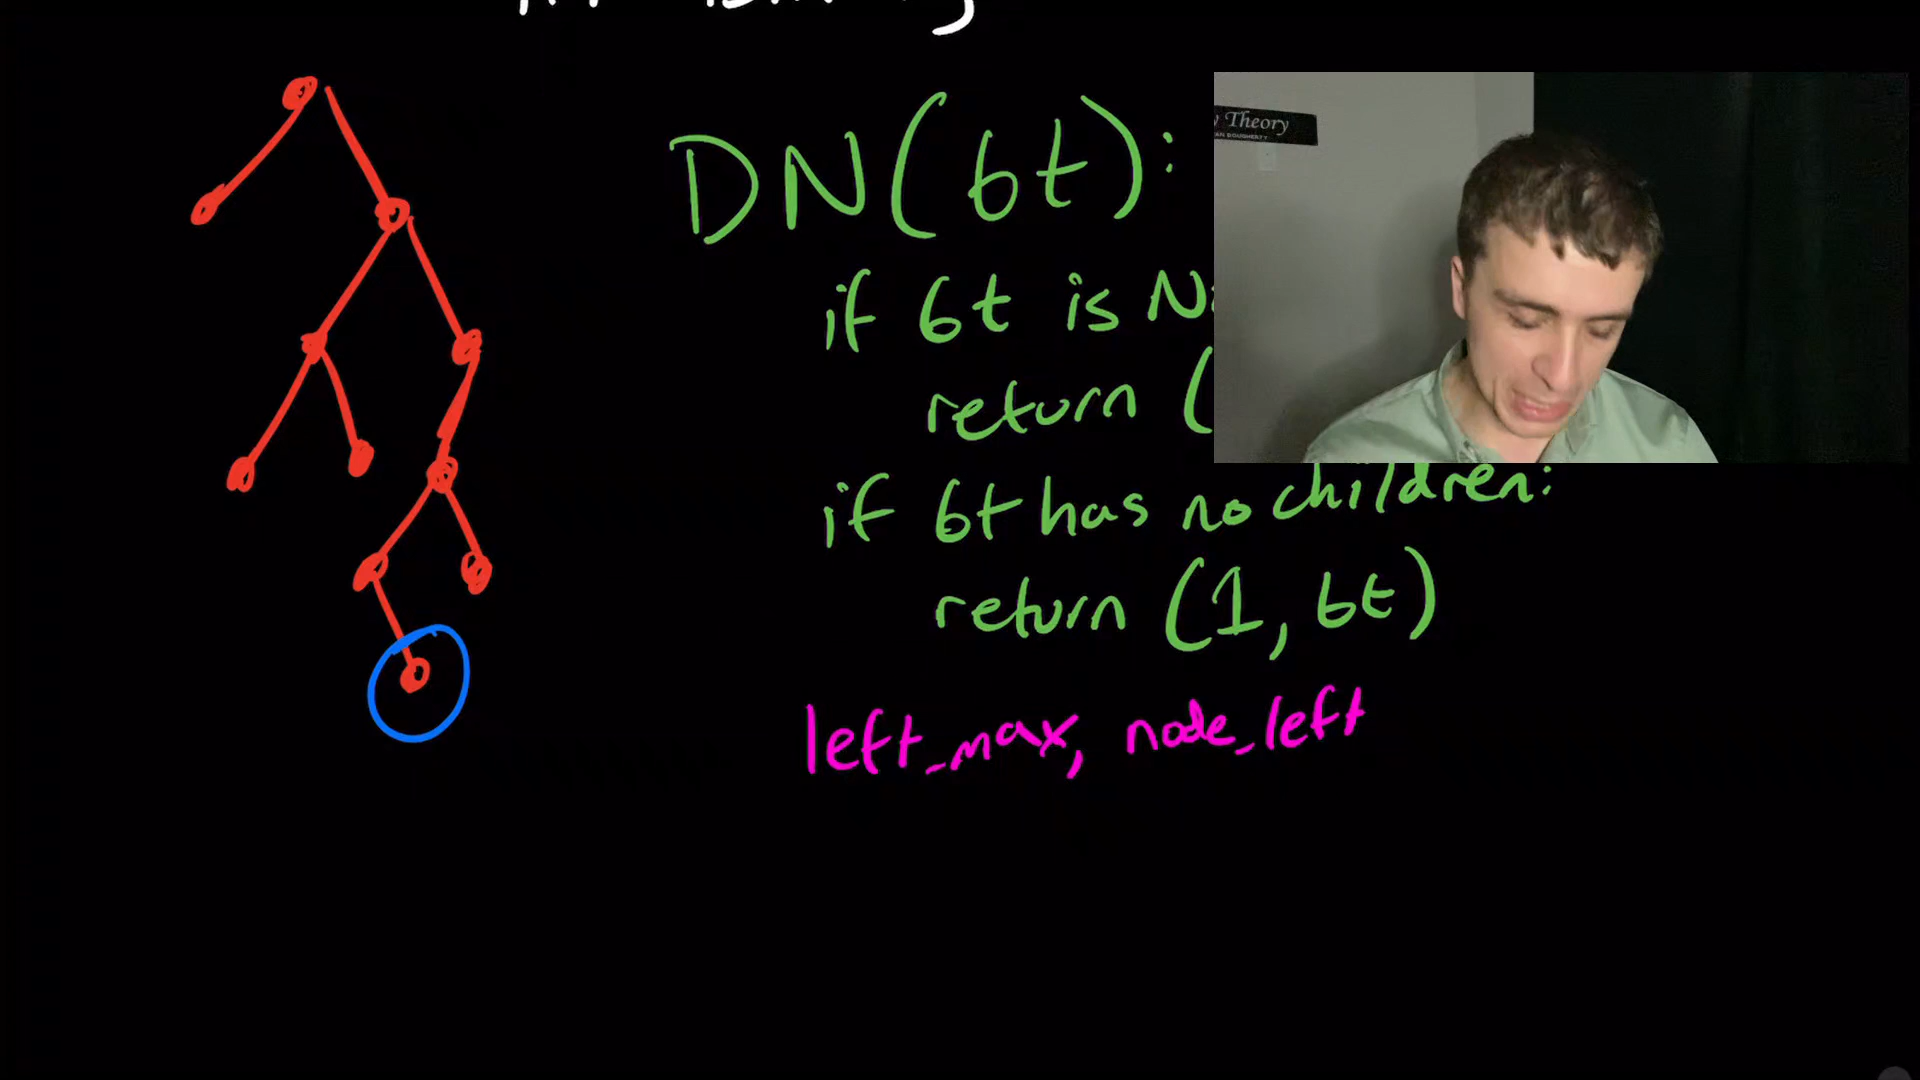 DN(bt):
if bt is
return (
if bt has no children:
return (1, bt)
left_max, node_left
Theory